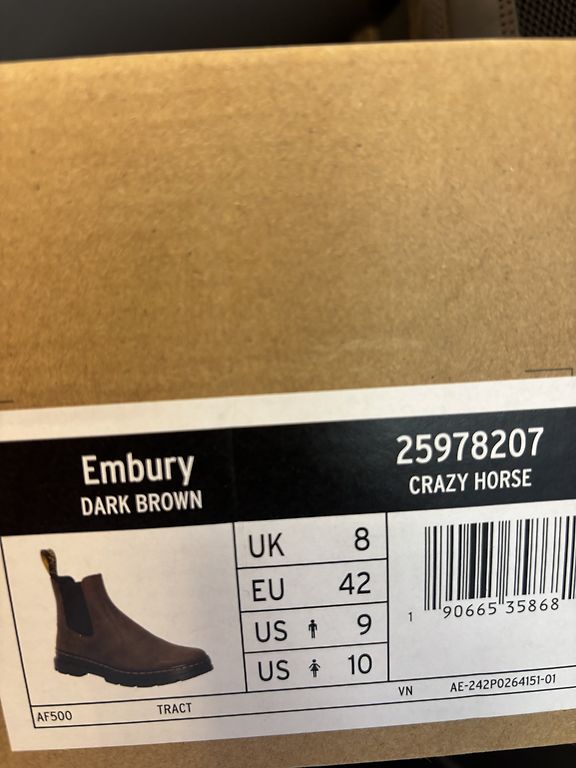 Embury
DARK BROWN
25978207
CRAZY HORSE
UK 8
EU 42
US 9
US 10
1 90665 35868
AF500
TRACT
VN
AE-242P0264151-01